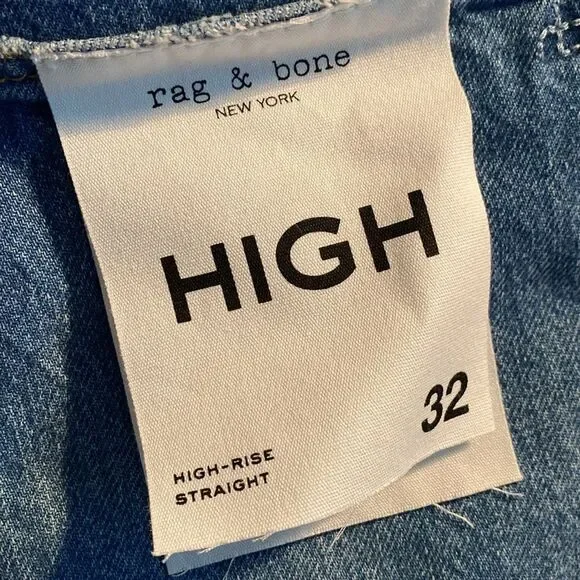 rag & bone
NEW YORK
HIGH
32
HIGH-RISE
STRAIGHT